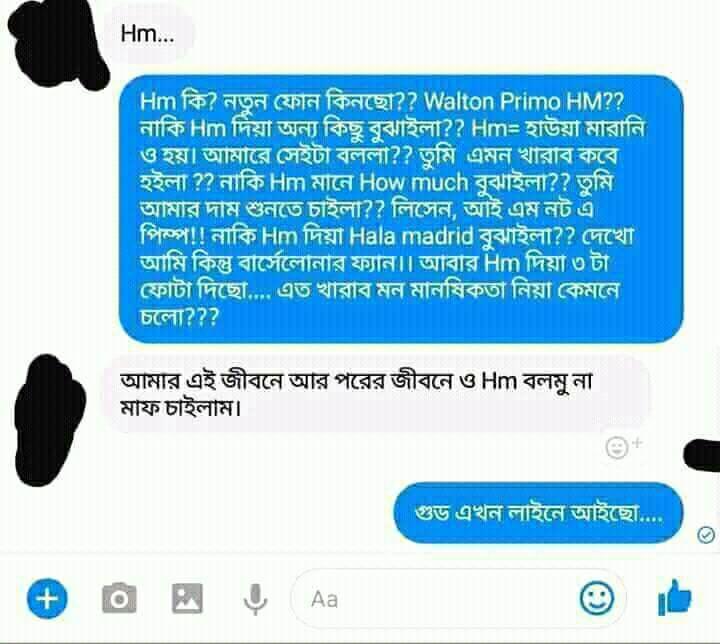 Hm...
Hm কি? নতুন ফোন কিনছো?? Walton Primo HM??
নাকি Hm দিয়া অন্য কিছু বুঝাইলা?? Hm= হাউয়া মারানি
ও হয়। আমারে সেইটা বললা?? তুমি এমন খারাব কবে
হইলা ?? নাকি Hm মানে How much বুঝাইলা?? তুমি
আমার দাম শুনতে চাইলা?? লিসেন, আই এম নট এ
পিম্প!! নাকি Hm দিয়া Hala madrid বুঝাইলা?? দেখো
আমি কিন্তু বার্সেলোনার ফ্যান।। আবার Hm দিয়া ৩ টা
ফোটা দিছো.... এত খারাব মন মানষিকতা নিয়া কেমনে
চলো???
আমার এই জীবনে আর পরের জীবনে ও Hm বলমু না
মাফ চাইলাম।
গুড এখন লাইনে আইছো....
Aa